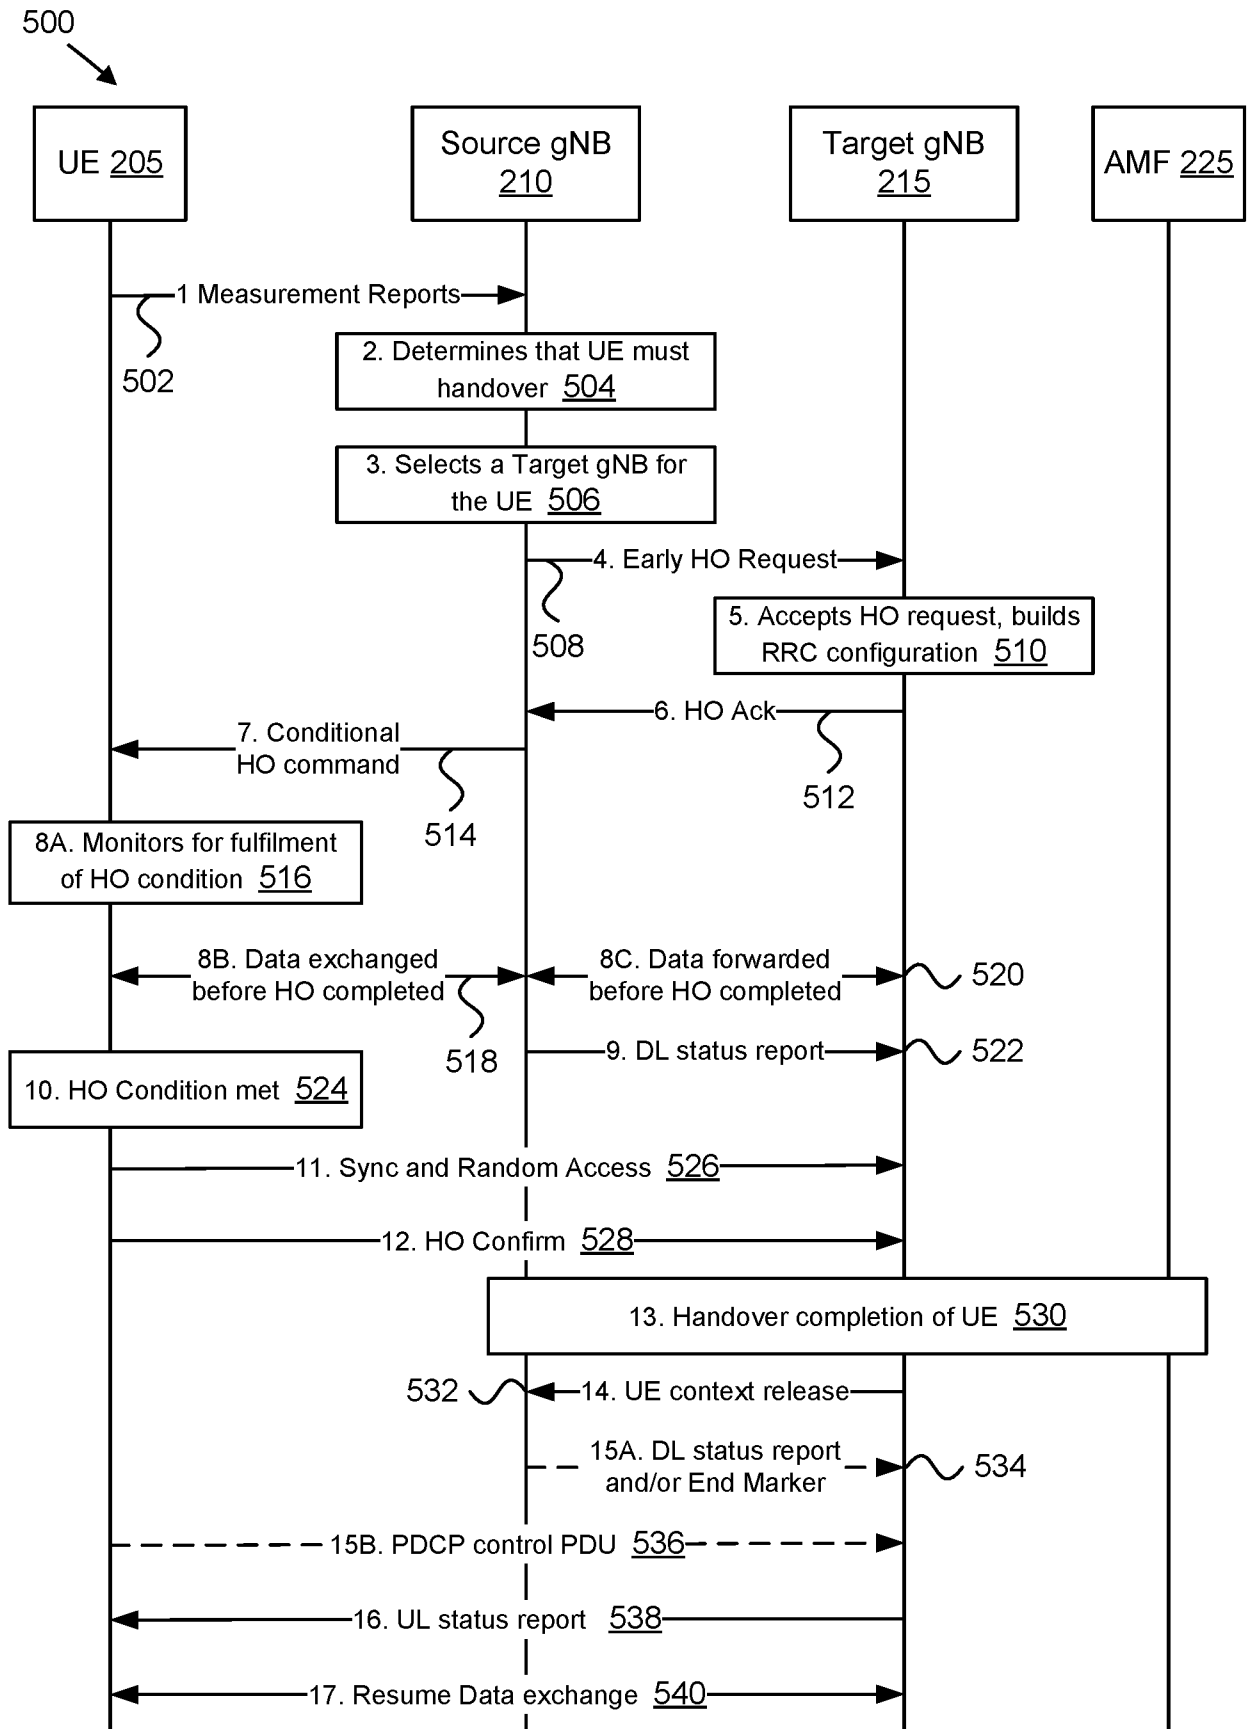 500
UE 205
Source gNB
210
Target gNB
215
AMF 225
1 Measurement Reports
502
2. Determines that UE must
handover 504
3. Selects a Target gNB for
the UE 506
4. Early HO Request
508
5. Accepts HO request, builds
RRC configuration 510
6. HO Ack
512
7. Conditional
HO command
514
8A. Monitors for fulfilment
of HO condition 516
8B. Data exchanged
before HO completed
518
8C. Data forwarded
before HO completed
520
9. DL status report
522
10. HO Condition met 524
11. Sync and Random Access 526
12. HO Confirm 528
13. Handover completion of UE 530
532
14. UE context release
15A. DL status report
and/or End Marker
534
15B. PDCP control PDU 536
16. UL status report 538
17. Resume Data exchange 540